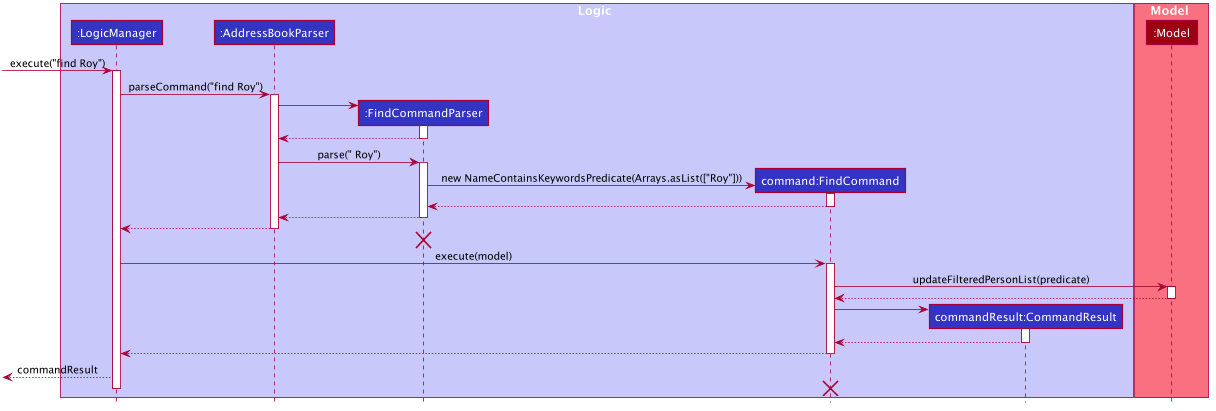 Logic
Model
:LogicManager
:AddressBookParser
:Model
execute("find Roy")
parseCommand("find Roy")
:FindCommandParser
parse(" Roy")
new NameContainsKeywordsPredicate(Arrays.asList(["Roy"]))
command:FindCommand
execute(model)
updateFilteredPersonList(predicate)
commandResult:CommandResult
commandResult